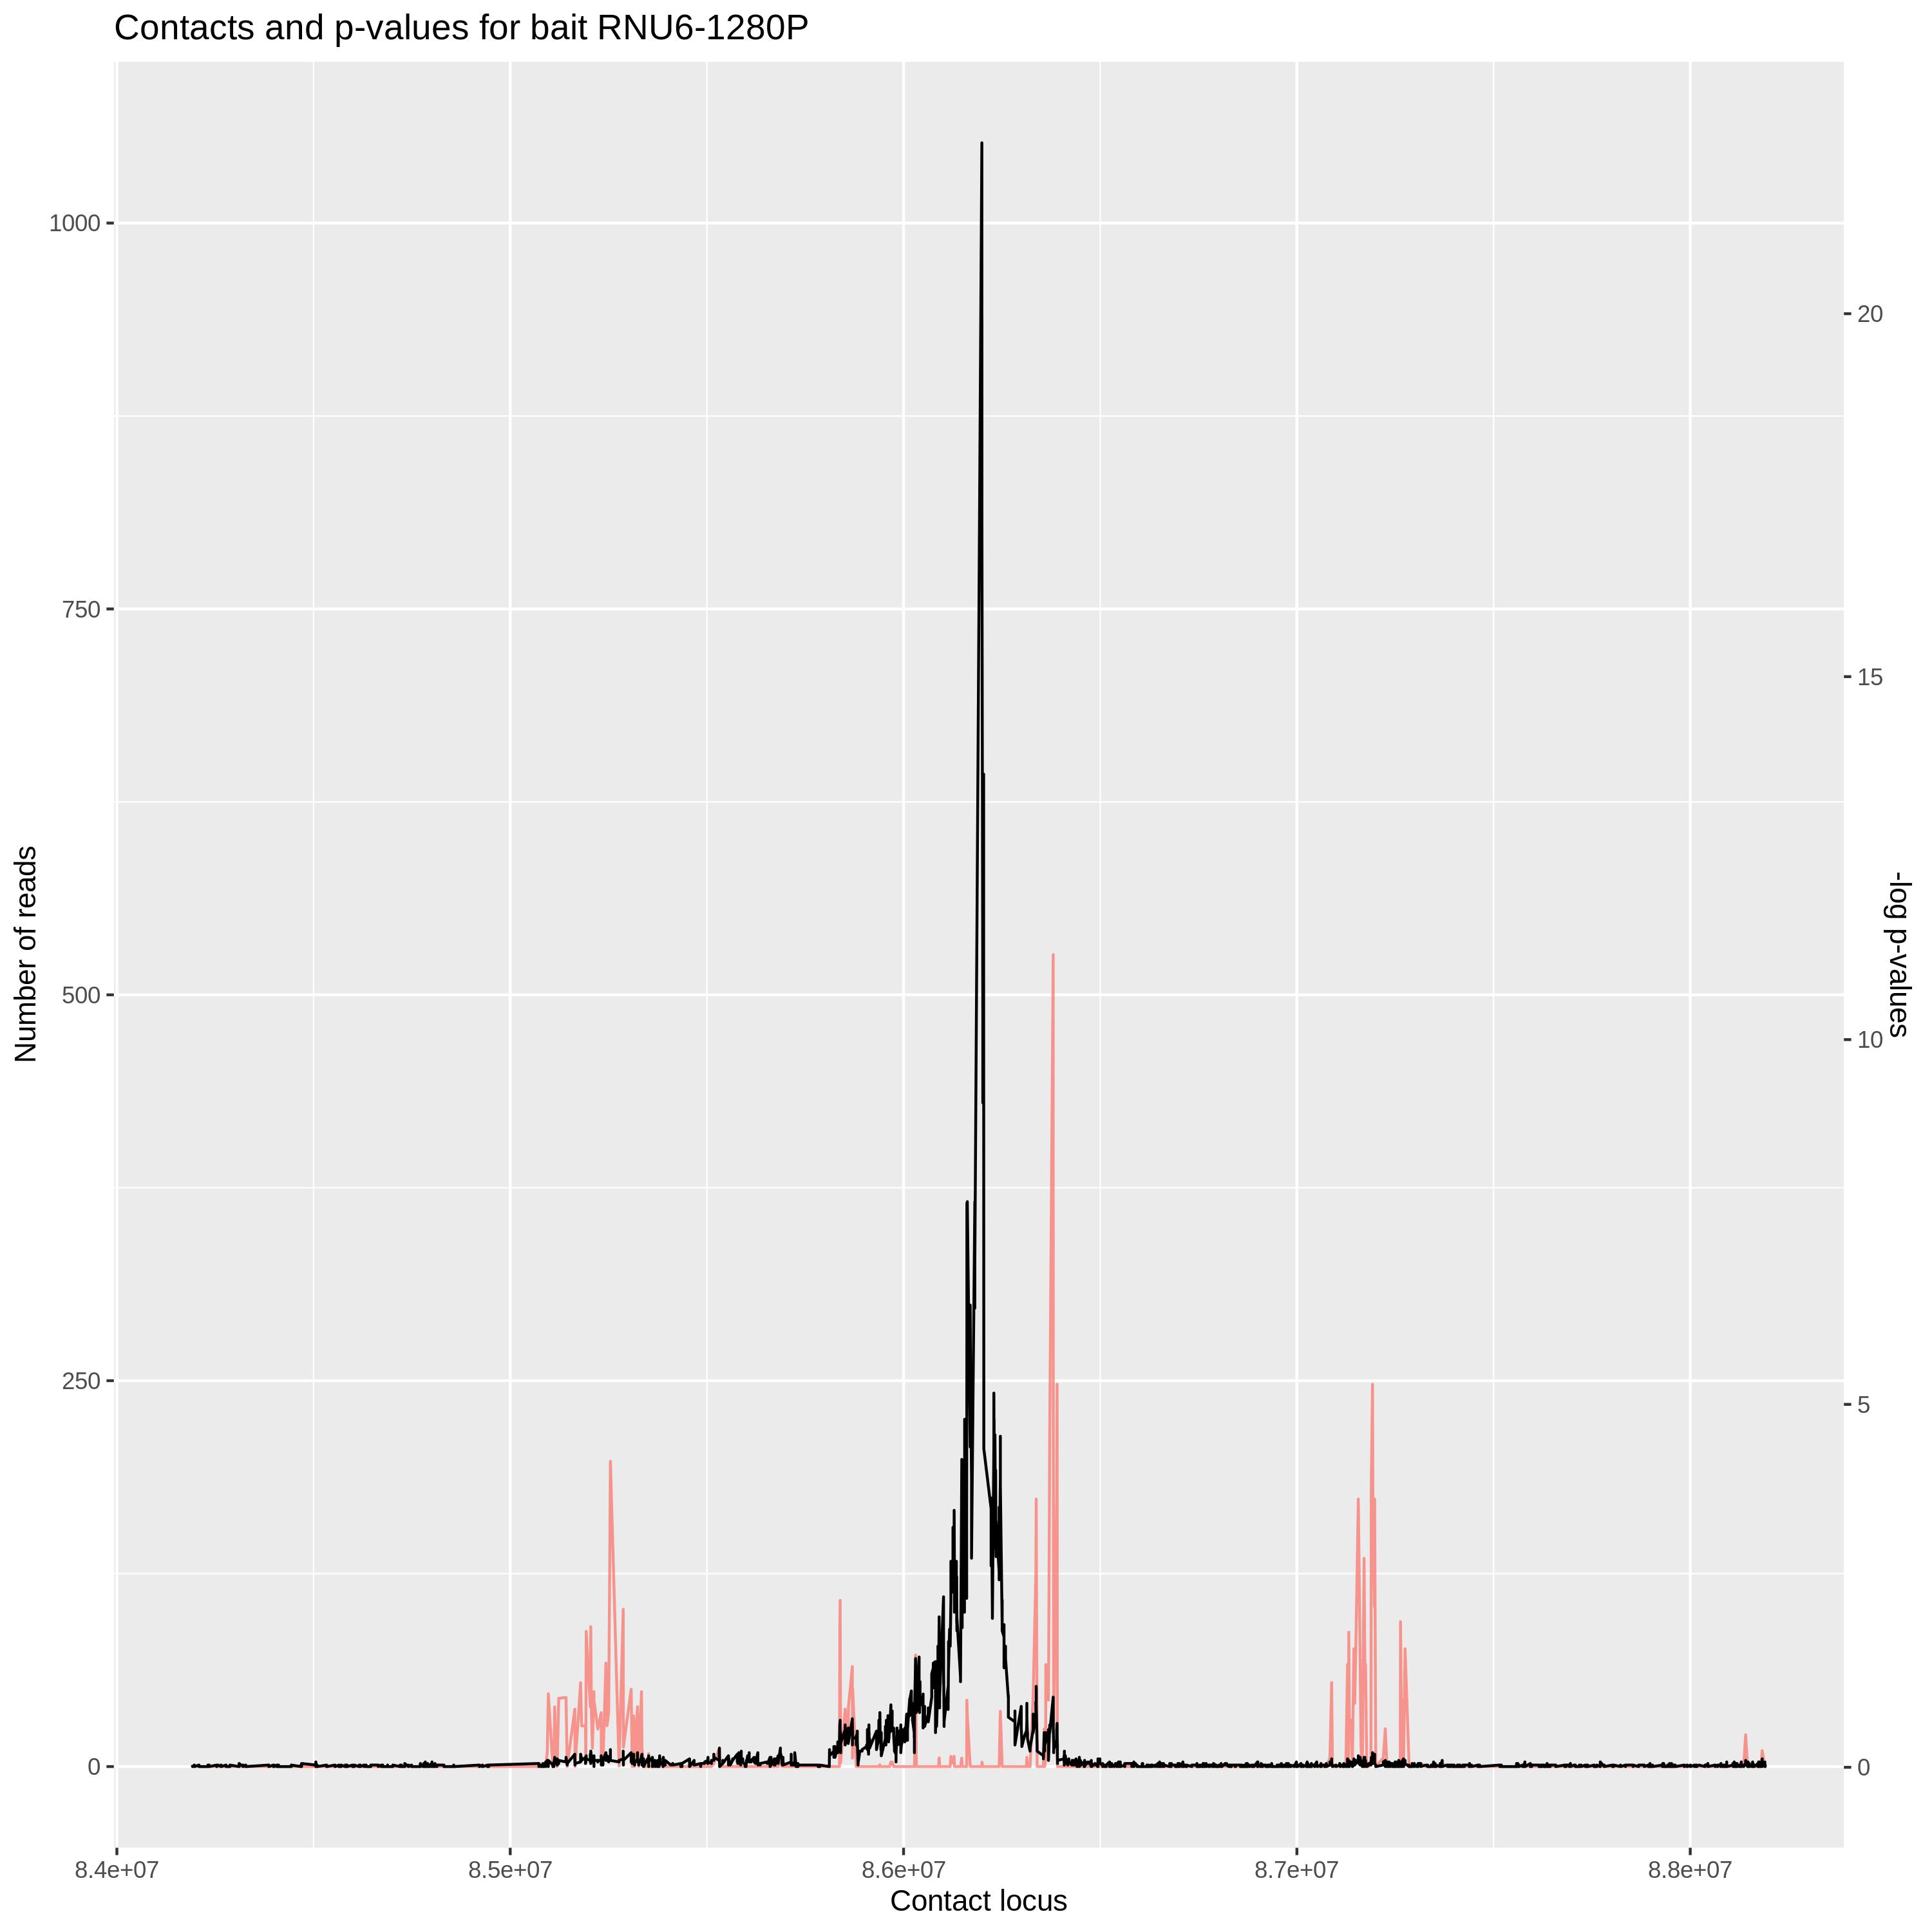 Contacts and p-values for bait RNU6-1280P
1000
750
500
250
0
Number of reads
20
15
10
5
0
-log p-values
8.4e+07
8.5e+07
8.6e+07
8.7e+07
8.8e+07
Contact locus